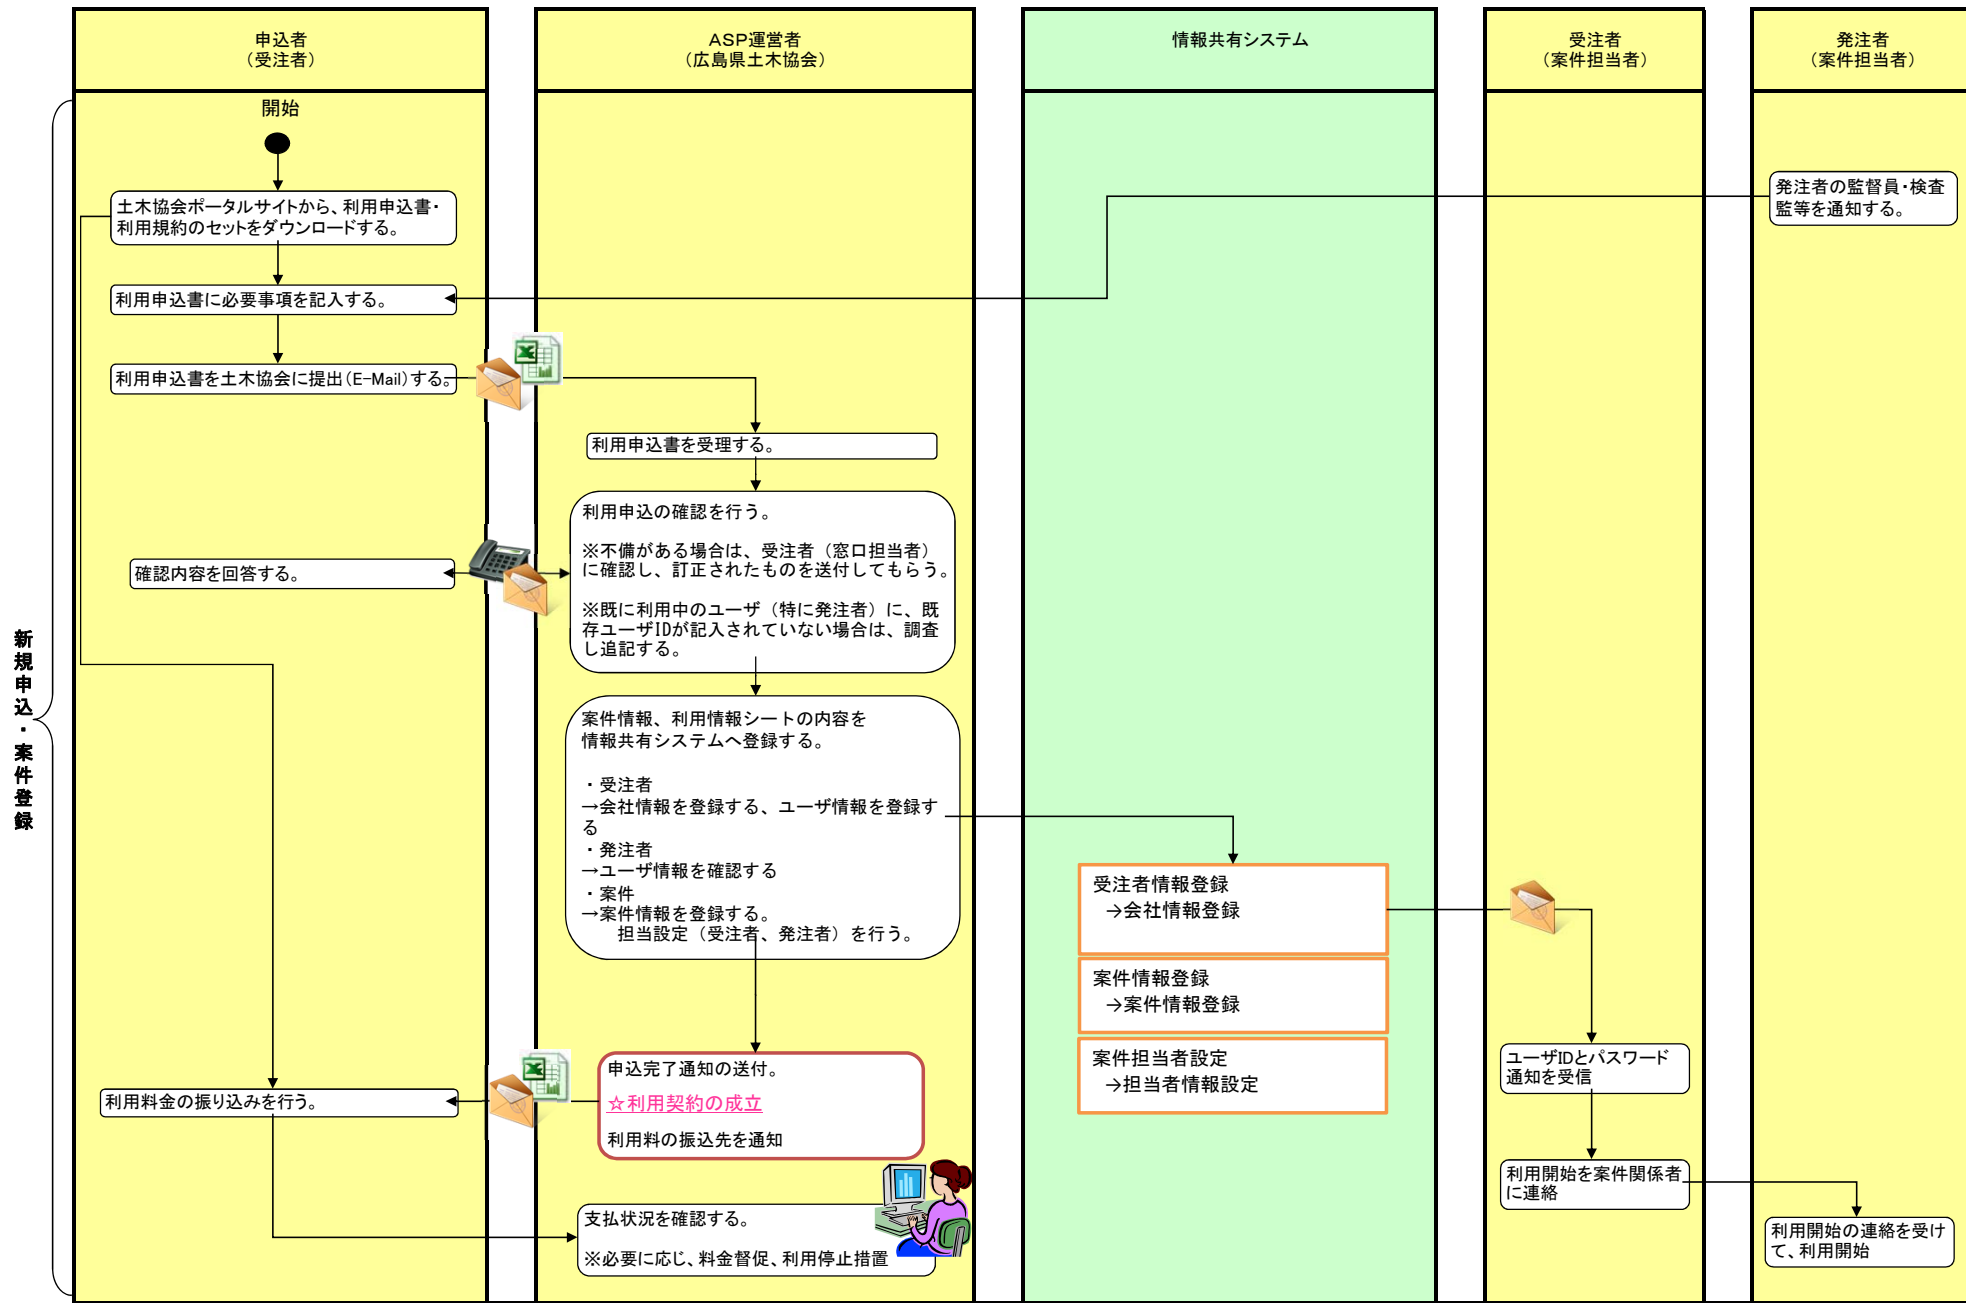 申込者
（受注者）
ASP運営者
（広島県土木協会）
情報共有システム
受注者
（案件担当者）
発注者
（案件担当者）
新規申込・案件登録
開始
土木協会ポータルサイトから、利用申込書・
利用規約のセットをダウンロードする。
発注者の監督員・検査
監等を通知する。
利用申込書に必要事項を記入する。
利用申込書を土木協会に提出（E-Mail）する。
利用申込書を受理する。
利用申込の確認を行う。
※不備がある場合は、受注者（窓口担当者）
に確認し、訂正されたものを送付してもらう。
※既に利用中のユーザ（特に発注者）に、既
存ユーザIDが記入されていない場合は、調査
し追記する。
確認内容を回答する。
案件情報、利用情報シートの内容を
情報共有システムへ登録する。
・受注者
→会社情報を登録する、ユーザ情報を登録す
る
・発注者
→ユーザ情報を確認する
・案件
→案件情報を登録する。
担当設定（受注者、発注者）を行う。
受注者情報登録
→会社情報登録
案件情報登録
→案件情報登録
案件担当者設定
→担当者情報設定
申込完了通知の送付。
☆利用契約の成立
利用料の振込先を通知
利用料金の振り込みを行う。
ユーザIDとパスワード
通知を受信
利用開始を案件関係者
に連絡
支払状況を確認する。
※必要に応じ、料金督促、利用停止措置
利用開始の連絡を受け
て、利用開始